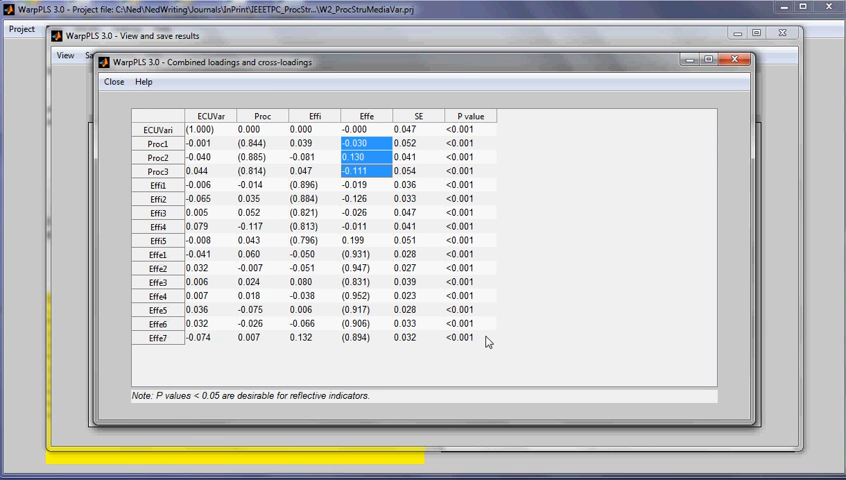 WarpPLS 3.0 - Project file: C:\Ned\NedWriting\Journals\InPrint\IEEETPC_ProcStr...\W2_ProcStruMediaVar.prj
Project
WarpPLS 3.0 - View and save results
View Sa
WarpPLS 3.0 - Combined loadings and cross-loadings
Close Help
ECUVar Proc Effi Effe SE P value
ECUVari (1.000) 0.000 0.000 -0.000 0.047 <0.001
Proc1 -0.001 (0.844) 0.039 -0.030 0.052 <0.001
Proc2 -0.040 (0.885) -0.081 0.130 0.041 <0.001
Proc3 0.044 (0.814) 0.047 -0.111 0.054 <0.001
Effi1 -0.006 -0.014 (0.896) -0.019 0.036 <0.001
Effi2 -0.065 0.035 (0.884) -0.126 0.033 <0.001
Effi3 0.005 0.052 (0.821) -0.026 0.047 <0.001
Effi4 0.079 -0.117 (0.813) -0.011 0.041 <0.001
Effi5 -0.008 0.043 (0.796) 0.199 0.051 <0.001
Effe1 -0.041 0.060 -0.050 (0.931) 0.028 <0.001
Effe2 0.032 -0.007 -0.051 (0.947) 0.027 <0.001
Effe3 0.006 0.024 0.080 (0.831) 0.039 <0.001
Effe4 0.007 0.018 -0.038 (0.952) 0.023 <0.001
Effe5 0.036 -0.075 0.006 (0.917) 0.028 <0.001
Effe6 0.032 -0.026 -0.066 (0.906) 0.033 <0.001
Effe7 -0.074 0.007 0.132 (0.894) 0.032 <0.001
Note: P values < 0.05 are desirable for reflective indicators.